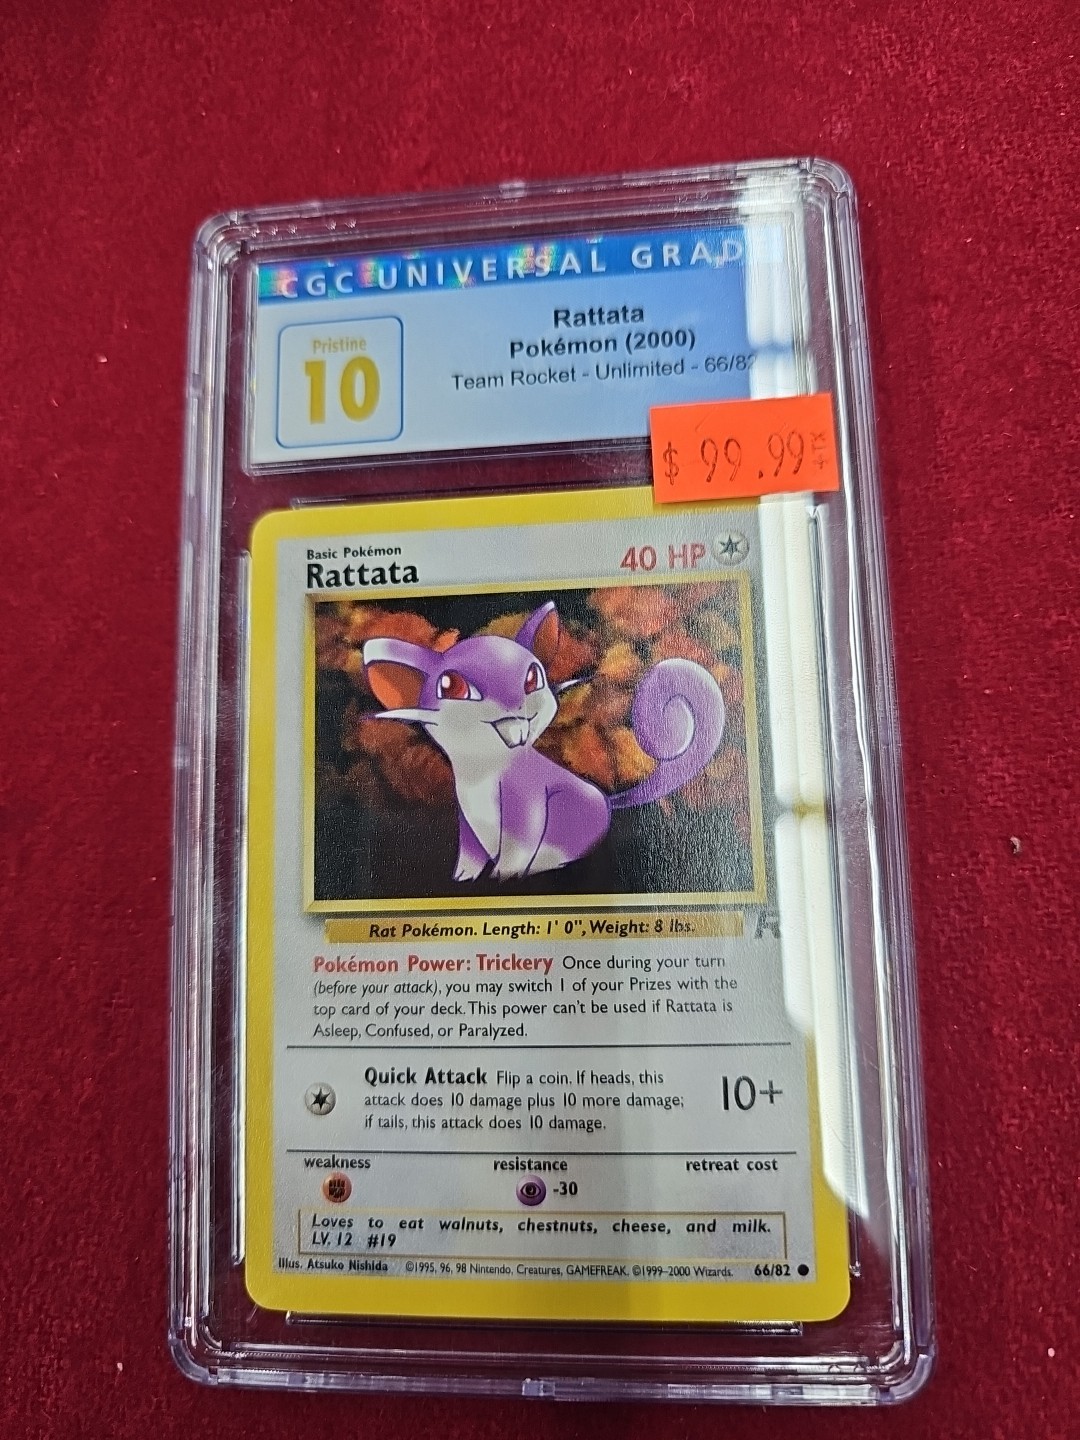 CGC UNIVERSAL GRAD
Rattata
Pokémon (2000)
Team Rocket - Unlimited - 66/82
Pristine
10
$ 99.99 +TX
Basic Pokémon
Rattata
40 HP
Rat Pokémon. Length: 1' 0", Weight: 8 lbs.
Pokémon Power: Trickery Once during your turn
(before your attack), you may switch 1 of your Prizes with the
top card of your deck. This power can't be used if Rattata is
Asleep, Confused, or Paralyzed.
Quick Attack Flip a coin. If heads, this
attack does 10 damage plus 10 more damage;
if tails, this attack does 10 damage.
10+
weakness resistance retreat cost
-30
Loves to eat walnuts, chestnuts, cheese, and milk.
LV. 12 #19
Illus. Atsuko Nishida ©1995, 96, 98 Nintendo, Creatures, GAMEFREAK. ©1999-2000 Wizards. 66/82